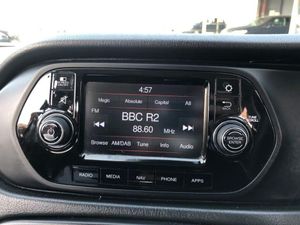 4:57
Magic Absolute Capital All
FM
BBC R2
88.60 MHz
Browse AM/DAB Tune Info Audio
BROWSE
ENTER
RADIO MEDIA NAV PHONE APPS